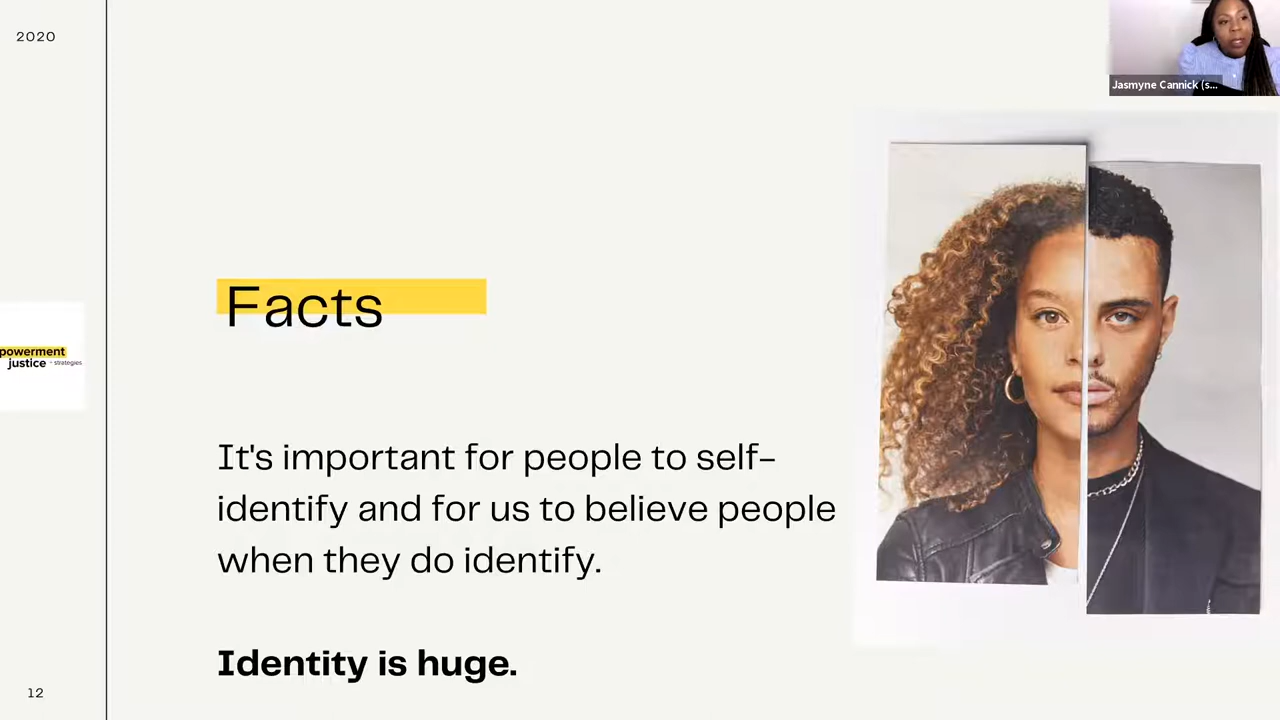 2020
Jasmyne Cannick (s...
Facts
powerment
justice + strategies
It's important for people to self-
identify and for us to believe people
when they do identify.
Identity is huge.
12